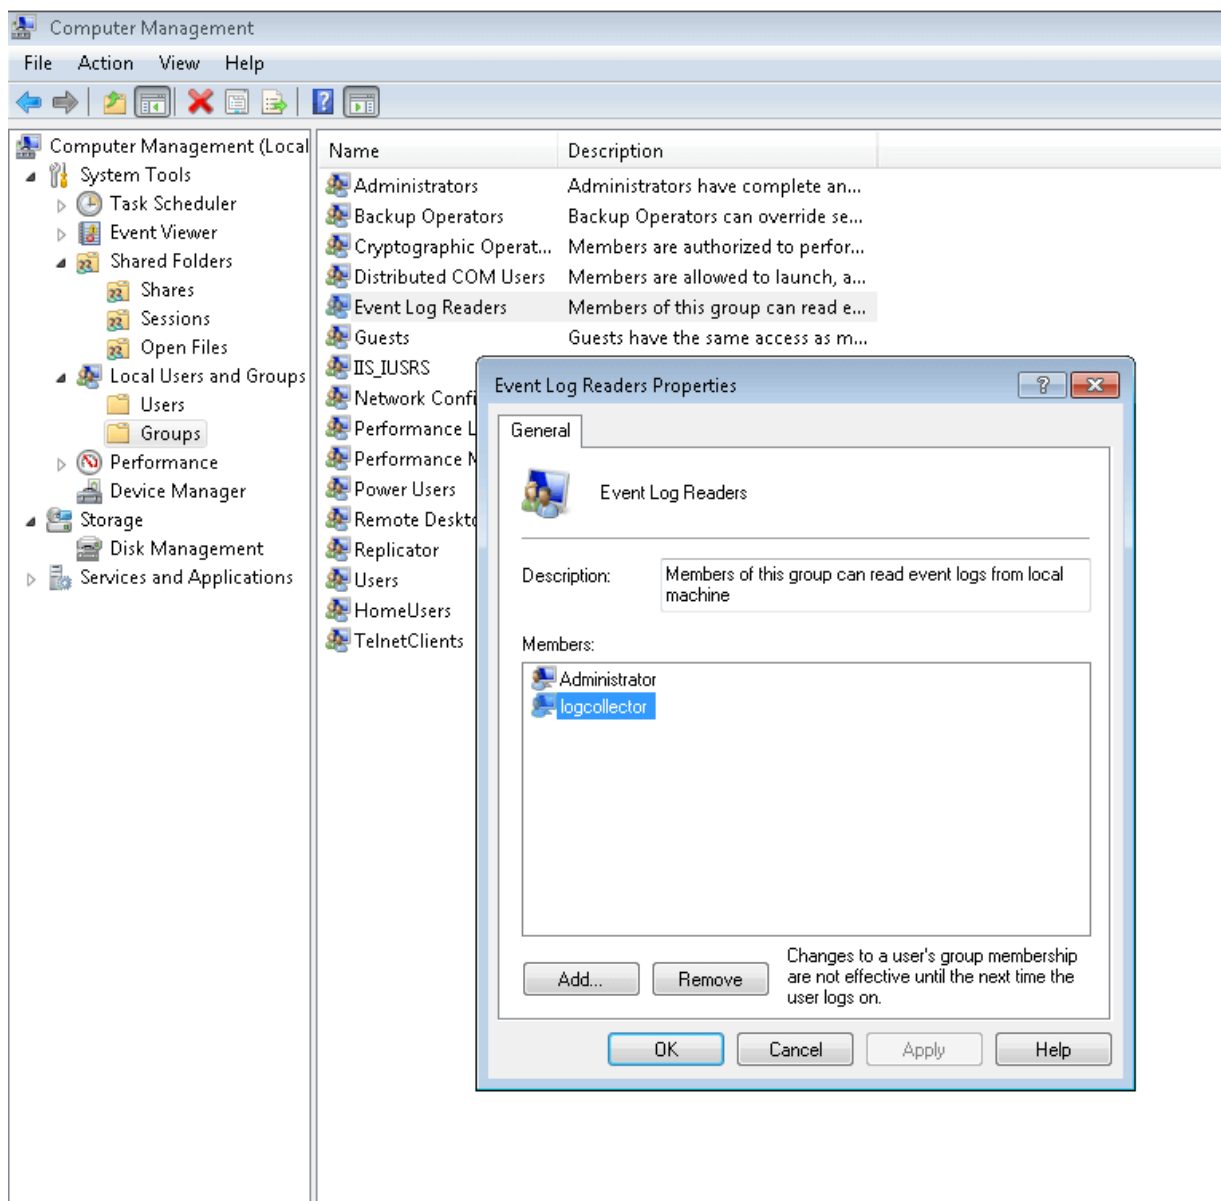 Computer Management
File Action View Help
Computer Management (Local
System Tools
Task Scheduler
Event Viewer
Shared Folders
Shares
Sessions
Open Files
Local Users and Groups
Users
Groups
Performance
Device Manager
Storage
Disk Management
Services and Applications
Name Description
Administrators Administrators have complete an...
Backup Operators Backup Operators can override se...
Cryptographic Operat... Members are authorized to perfor...
Distributed COM Users Members are allowed to launch, a...
Event Log Readers Members of this group can read e...
Guests Guests have the same access as m...
IIS_IUSRS
Network Confi
Performance L
Performance M
Power Users
Remote Deskto
Replicator
Users
HomeUsers
TelnetClients
Event Log Readers Properties
General
Event Log Readers
Description: Members of this group can read event logs from local
machine
Members:
Administrator
logcollector
Add... Remove
Changes to a user's group membership
are not effective until the next time the
user logs on.
OK Cancel Apply Help